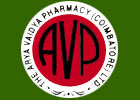 THE ARYA VAIDYA PHARMACY (COIMBATORE) LTD
AVP